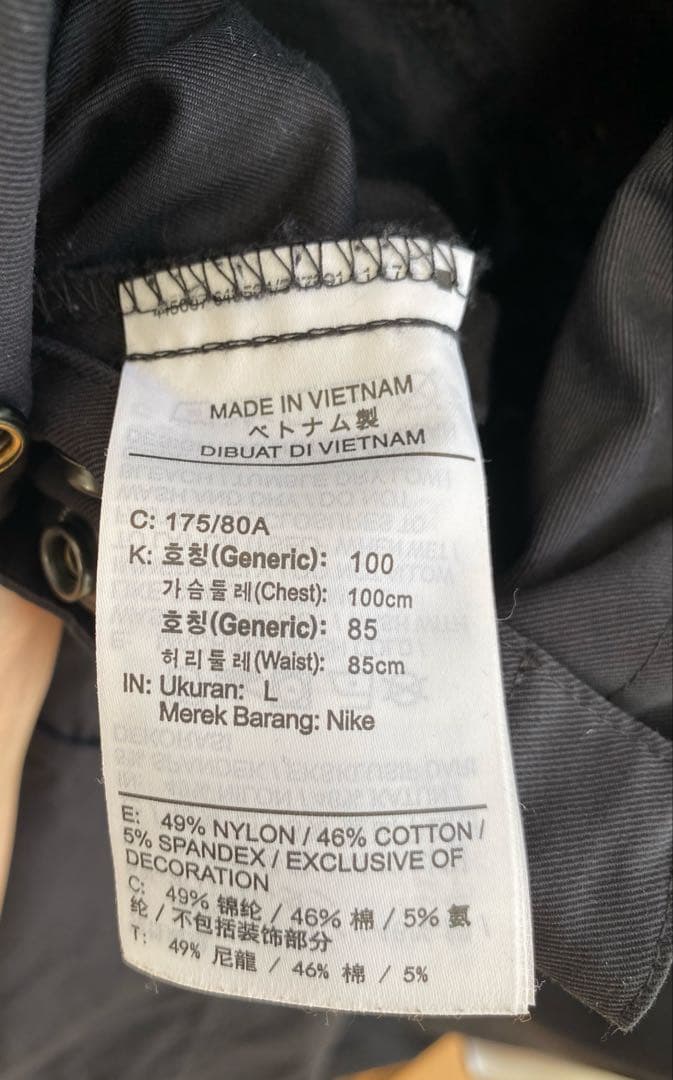 MADE IN VIETNAM
ベトナム製
DIBUAT DI VIETNAM
C: 175/80A
K: 호칭(Generic): 100
가슴둘레(Chest): 100cm
호칭(Generic): 85
허리둘레(Waist): 85cm
IN: Ukuran: L
Merek Barang: Nike
E: 49% NYLON / 46% COTTON /
5% SPANDEX / EXCLUSIVE OF
DECORATION
C: 49% 锦纶 / 46% 棉 / 5% 氨
纶 / 不包括装饰部分
T: 49% 尼龍 / 46% 棉 / 5%